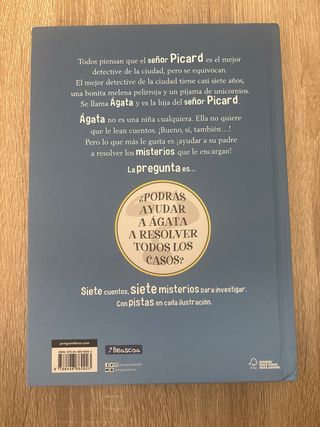 Todos piensan que el señor Picard es el mejor
detective de la ciudad, pero se equivocan.
El mejor detective de la ciudad tiene casi siete años,
una bonita melena pelirroja y un pijama de unicornios.
Se llama Ágata y es la hija del señor Picard.
Ágata no es una niña cualquiera. Ella no quiere
que le lean cuentos. ¡Bueno, sí, también...!
Pero lo que más le gusta es ¡ayudar a su padre
a resolver los misterios que le encargan!
La pregunta es...
¿PODRÁS
AYUDAR
A ÁGATA
A RESOLVER
TODOS LOS
CASOS?
Siete cuentos, siete misterios para investigar.
Con pistas en cada ilustración.
penguinlibros.com
Beascoa